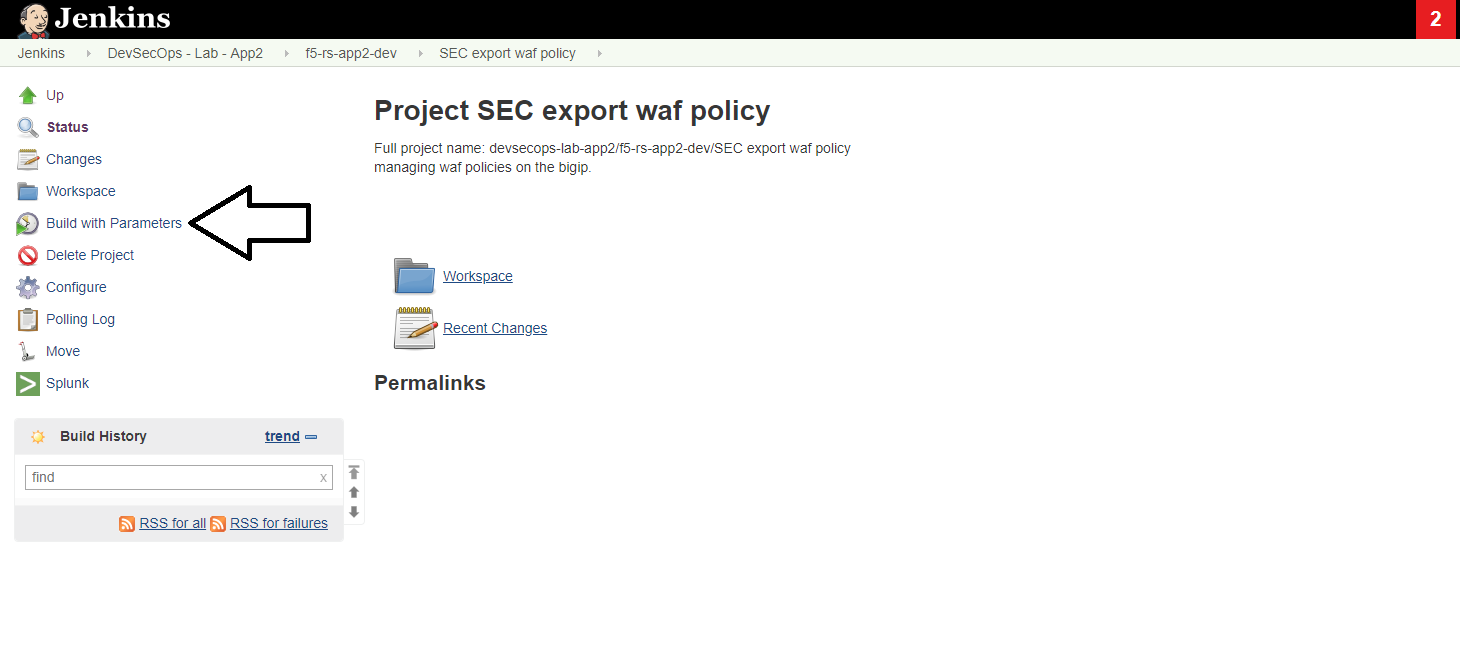 Jenkins
2
Jenkins DevSecOps - Lab - App2 f5-rs-app2-dev SEC export waf policy
Up
Status
Changes
Workspace
Build with Parameters
Delete Project
Configure
Polling Log
Move
Splunk
Build History trend
find x
RSS for all RSS for failures
Project SEC export waf policy
Full project name: devsecops-lab-app2/f5-rs-app2-dev/SEC export waf policy
managing waf policies on the bigip.
Workspace
Recent Changes
Permalinks